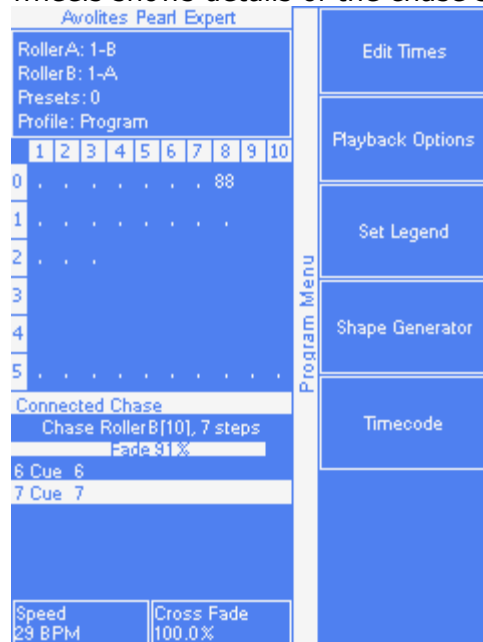 Avolites Pearl Expert
RollerA: 1-B
RollerB: 1-A
Presets: 0
Profile: Program
1 2 3 4 5 6 7 8 9 10
0 . . . . . . . 88
1 . . . . . . . .
2 . . .
3
4
5 . . . . . . . . . .
Connected Chase
Chase RollerB[10], 7 steps
Fade 91%
6 Cue 6
7 Cue 7
Speed
29 BPM
Cross Fade
100.0%
Program Menu
Edit Times
Playback Options
Set Legend
Shape Generator
Timecode